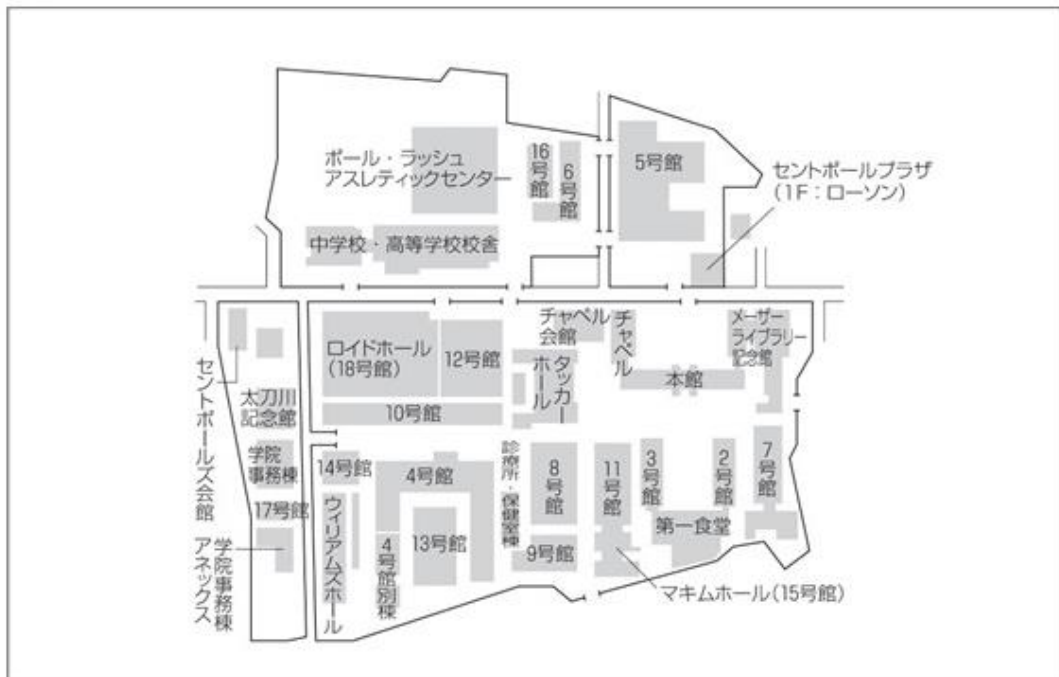 ポール・ラッシュ
アスレティックセンター
16号館
6号館
5号館
セントポールプラザ
(1F：ローソン)
中学校・高等学校校舎
ロイドホール
(18号館)
12号館
10号館
チャペル
会館
チャペル
タッカー
ホール
本館
メーザー
ライブラリー
記念館
セントポールズ会館
太刀川
記念館
学院
事務棟
17号館
学院事務棟
アネックス
14号館
ウィリアムズホール
4号館
4号館別棟
13号館
診療所・保健室棟
8号館
9号館
11号館
3号館
2号館
7号館
第一食堂
マキムホール(15号館)